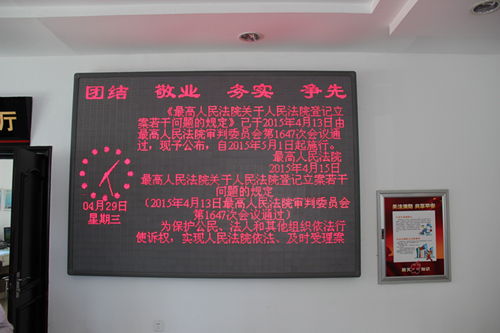 厅
团结 敬业 务实 争先
《最高人民法院关于人民法院登记立
案若干问题的规定》已于2015年4月13日由
最高人民法院审判委员会第1647次会议通
过，现予公布，自2015年5月1日起施行。
最高人民法院
2015年4月15日
最高人民法院关于人民法院登记立案若干
问题的规定
（2015年4月13日最高人民法院审判委员会
第1647次会议通过）
为保护公民、法人和其他组织依法行
使诉权，实现人民法院依法、及时受理案
04月29日
星期三